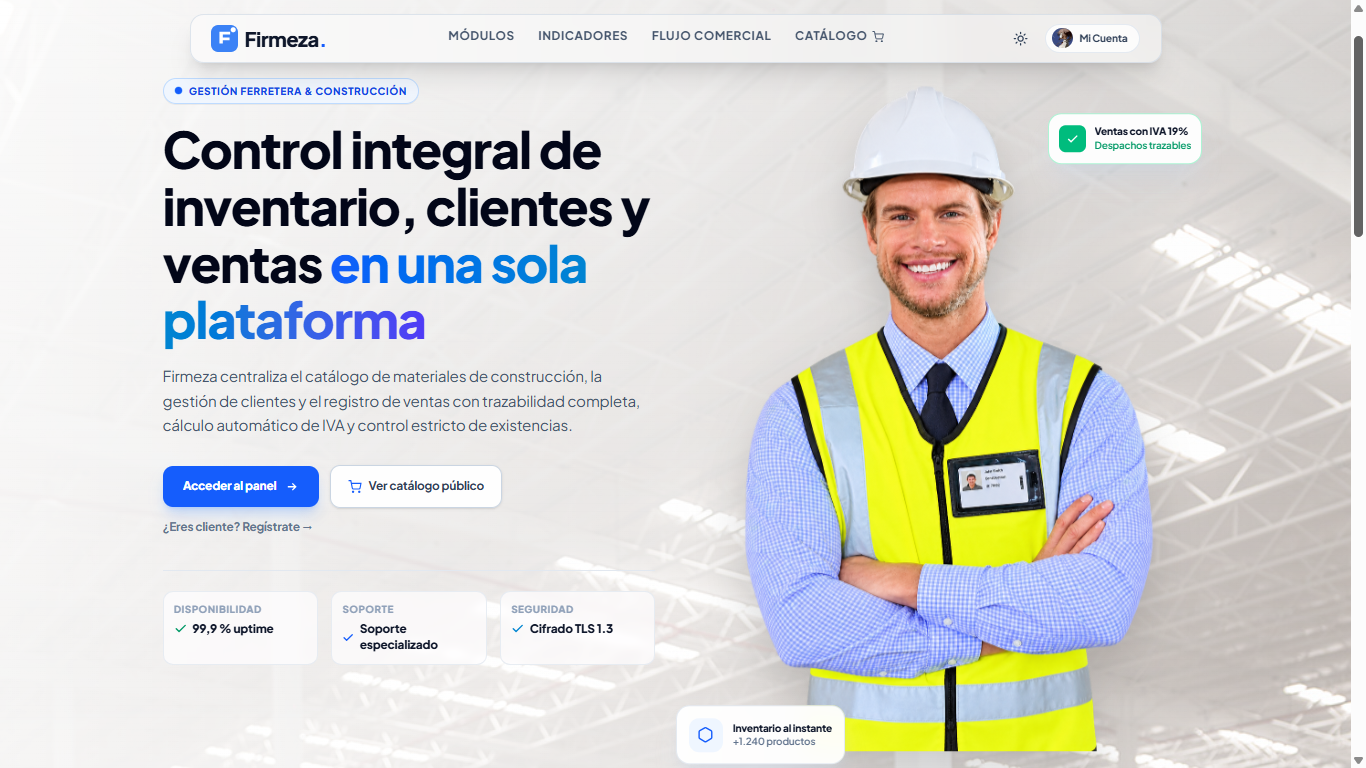 Firmeza.
MÓDULOS
INDICADORES
FLUJO COMERCIAL
CATÁLOGO
Mi Cuenta
GESTIÓN FERRETERA & CONSTRUCCIÓN
Control integral de
inventario, clientes y
ventas en una sola
plataforma
Firmeza centraliza el catálogo de materiales de construcción, la
gestión de clientes y el registro de ventas con trazabilidad completa,
cálculo automático de IVA y control estricto de existencias.
Acceder al panel →
Ver catálogo público
¿Eres cliente? Regístrate →
DISPONIBILIDAD
99,9 % uptime
SOPORTE
Soporte
especializado
SEGURIDAD
Cifrado TLS 1.3
Ventas con IVA 19%
Despachos trazables
Inventario al instante
+1.240 productos